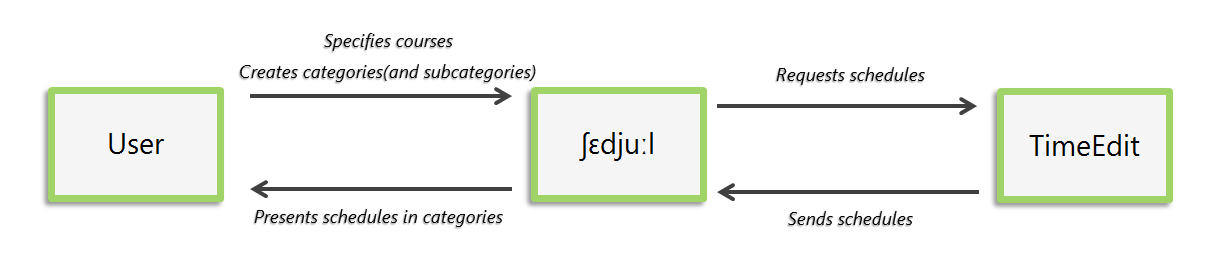 Specifies courses
Creates categories(and subcategories)
Requests schedules
User
ʃɛdjuːl
TimeEdit
Presents schedules in categories
Sends schedules